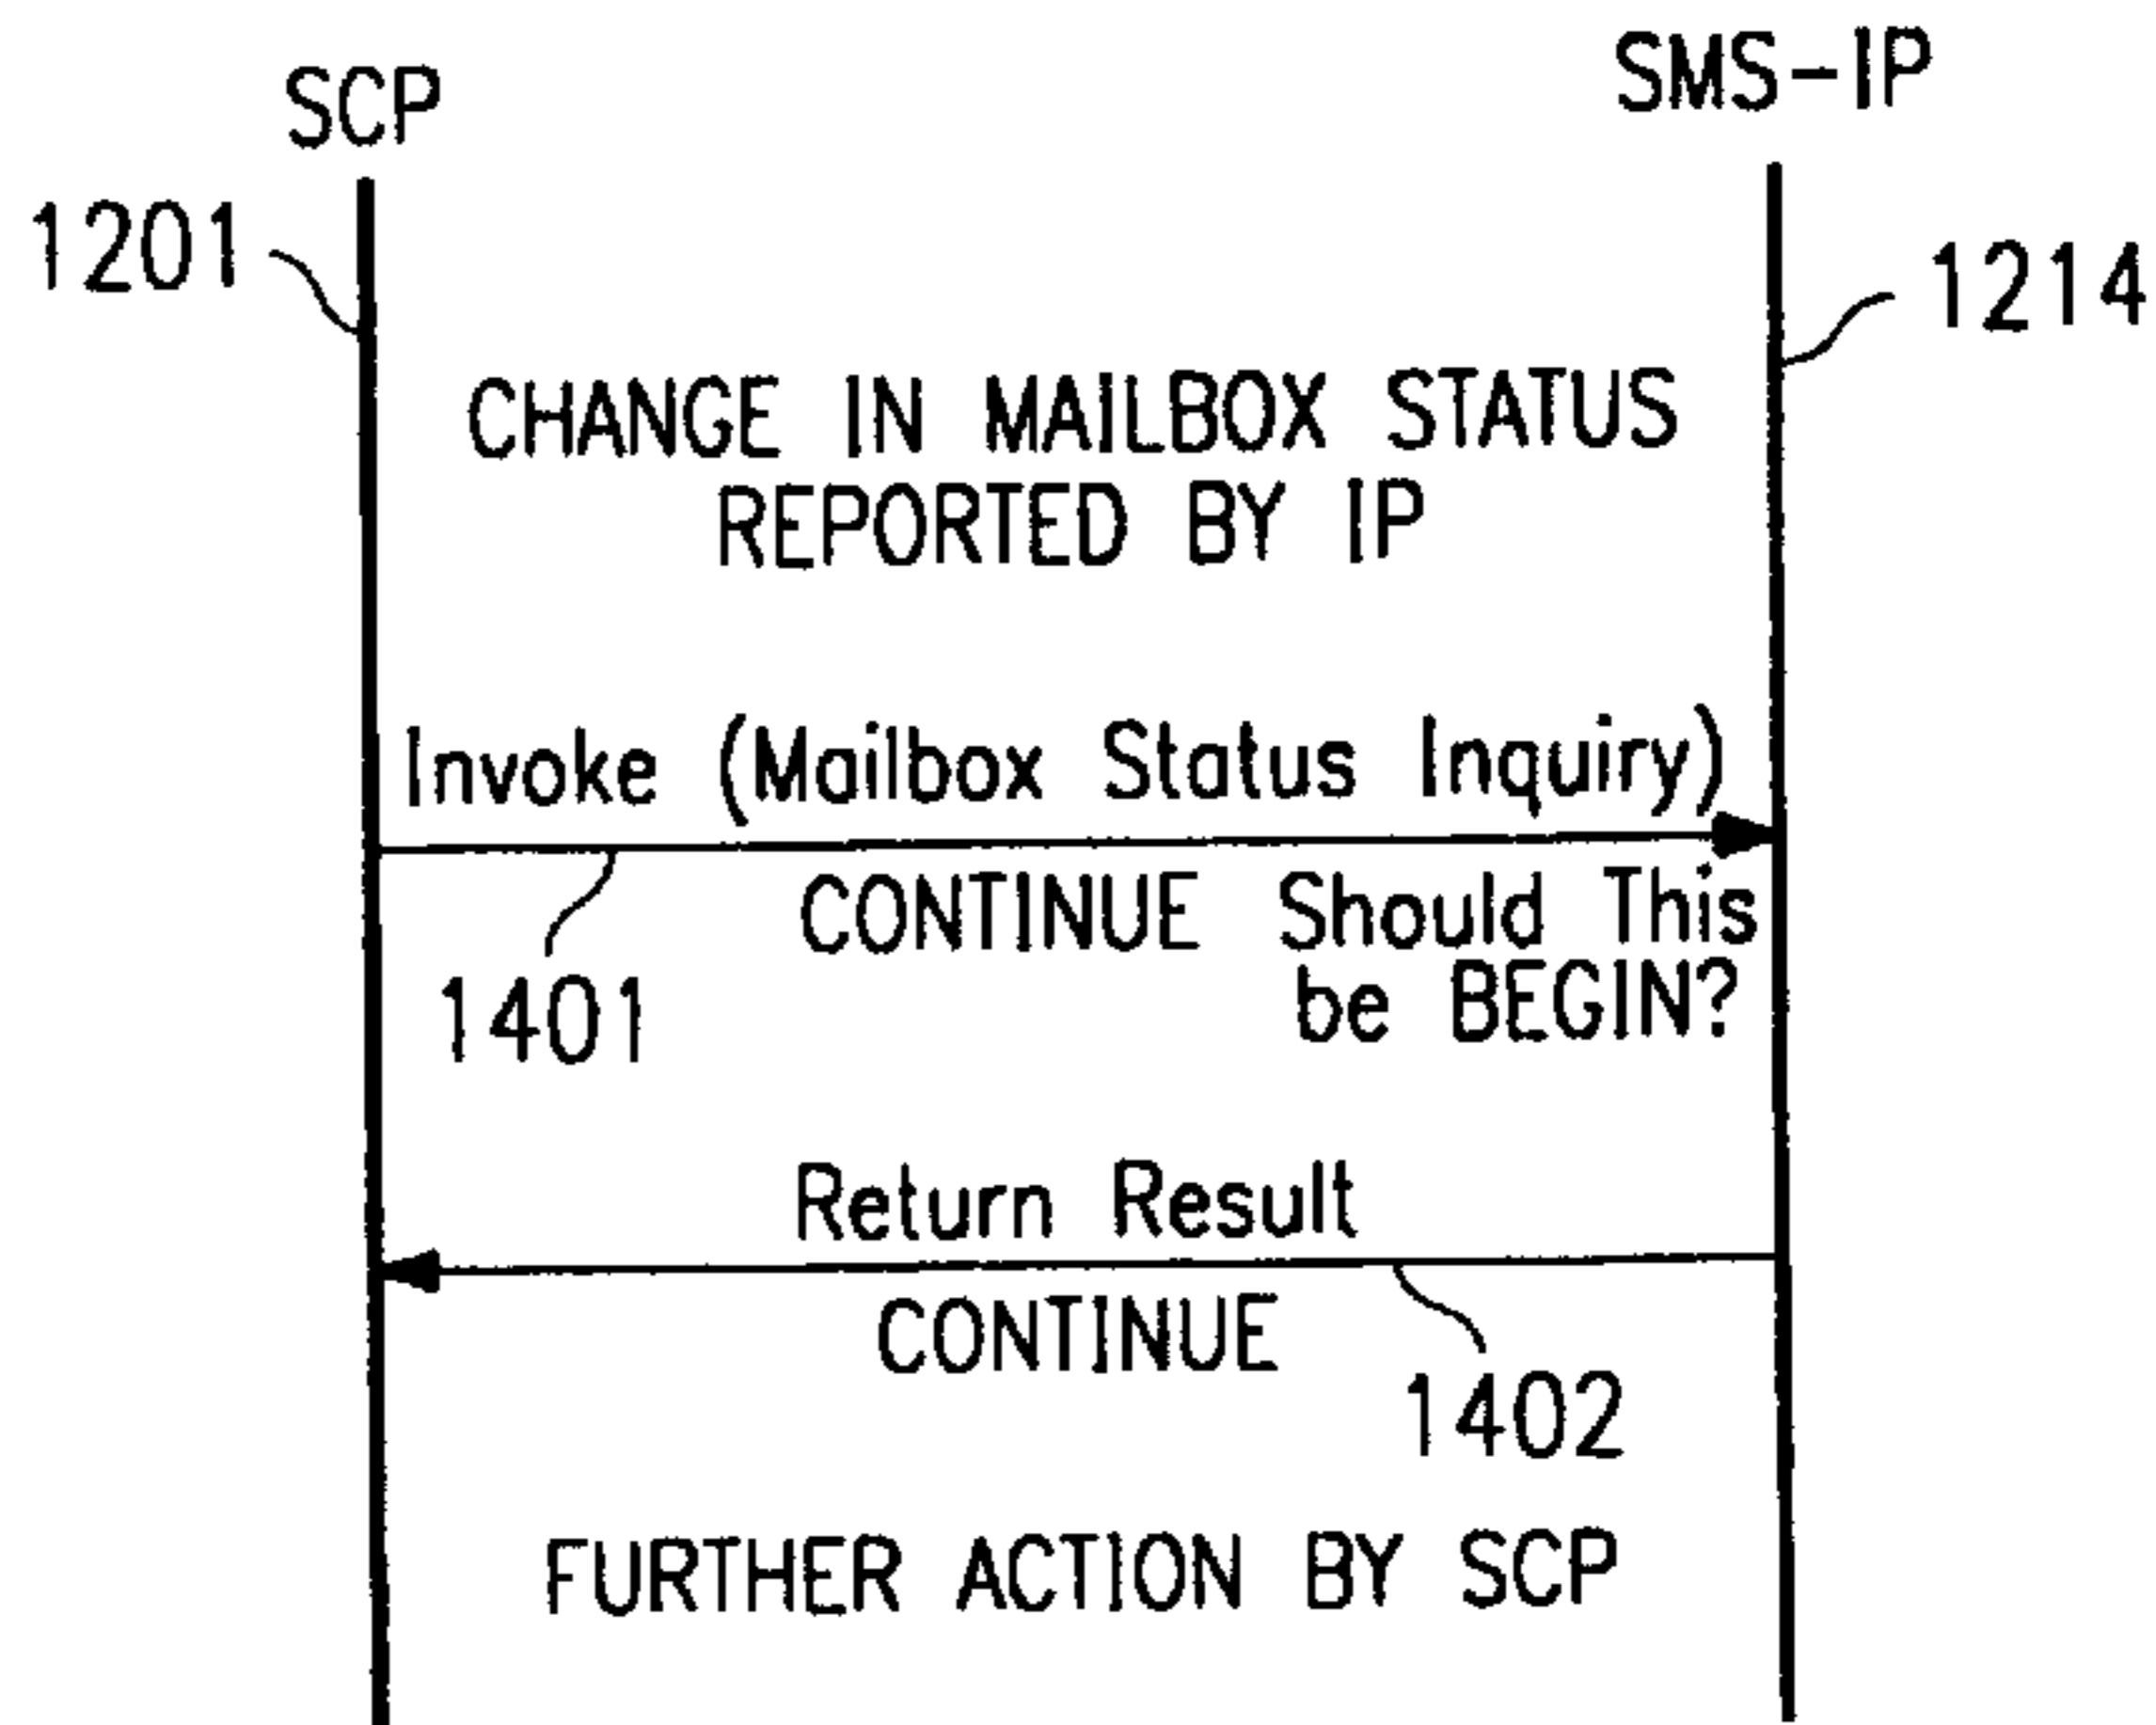 SCP
SMS-IP
1201
1214
CHANGE IN MAILBOX STATUS
REPORTED BY IP
Invoke (Mailbox Status Inquiry)
CONTINUE Should This
be BEGIN?
1401
Return Result
CONTINUE
1402
FURTHER ACTION BY SCP